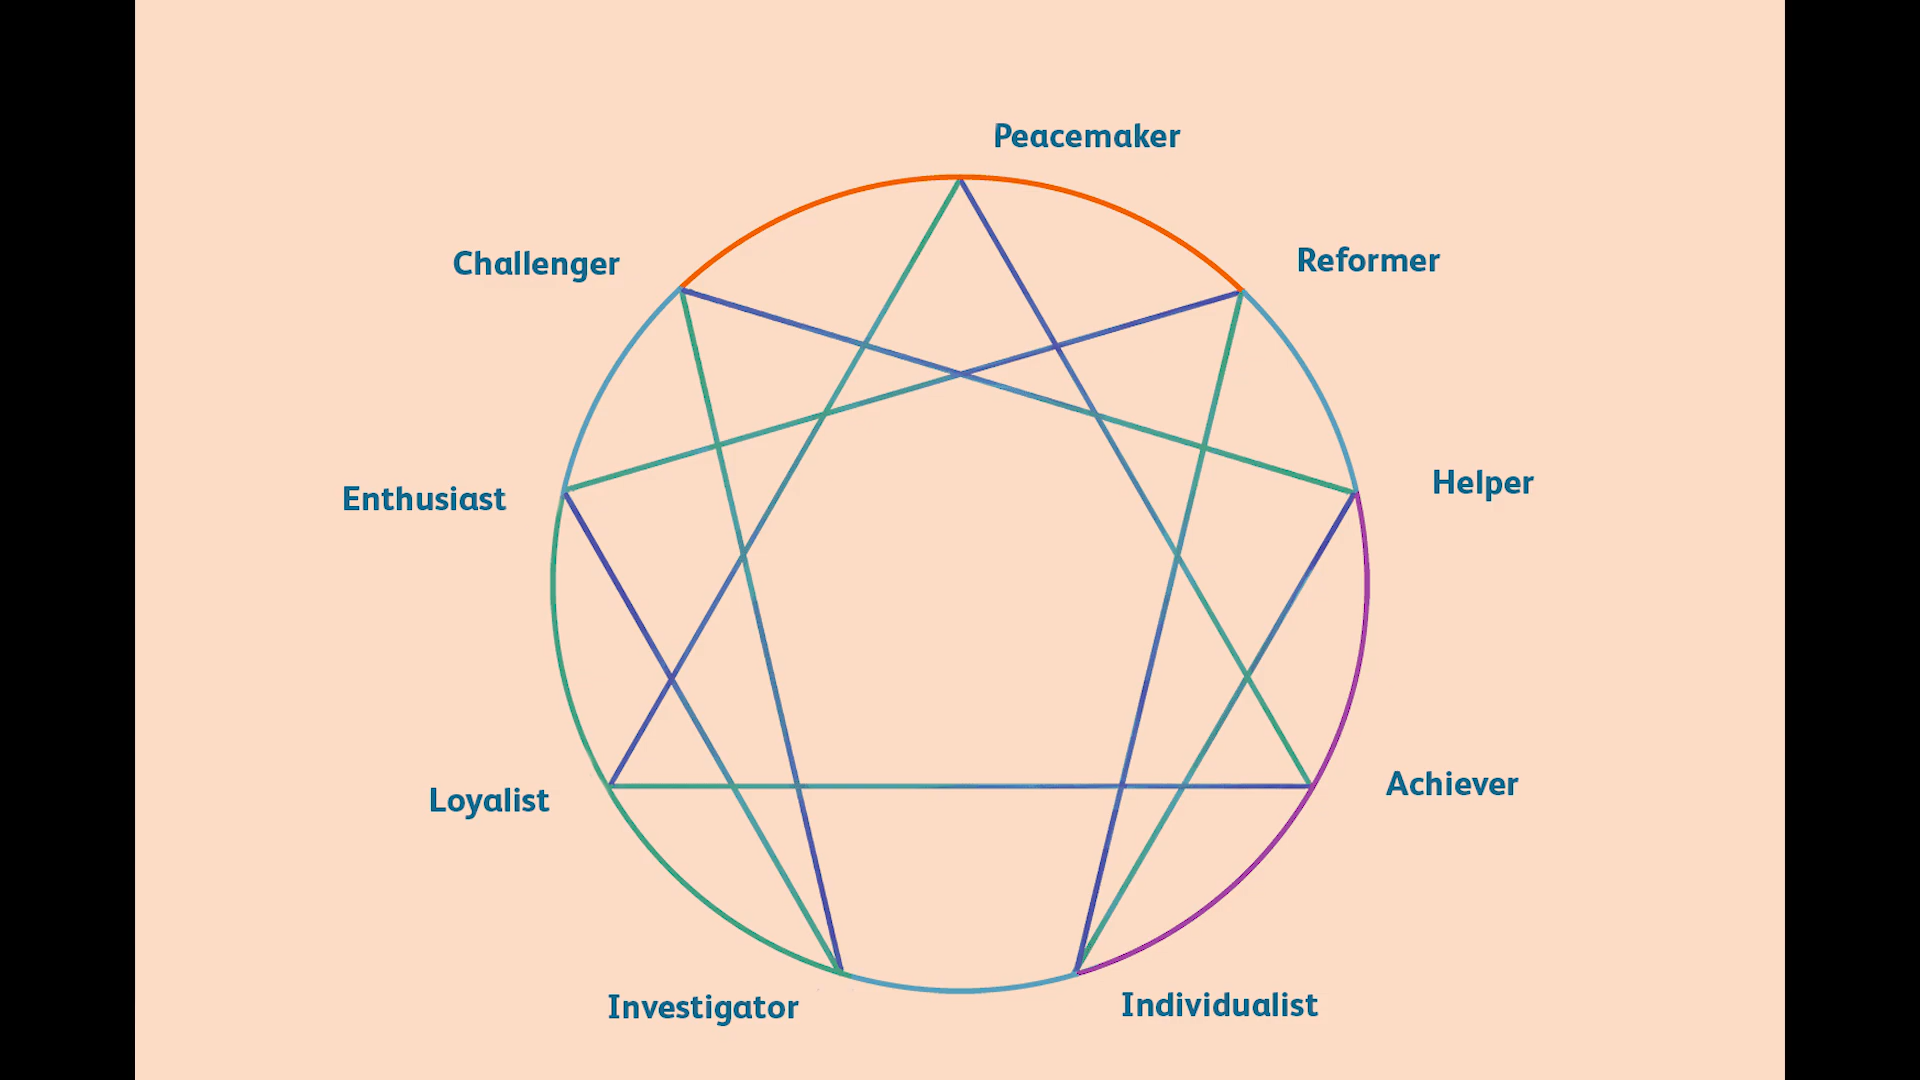 Peacemaker
Challenger
Reformer
Helper
Enthusiast
Achiever
Loyalist
Investigator
Individualist